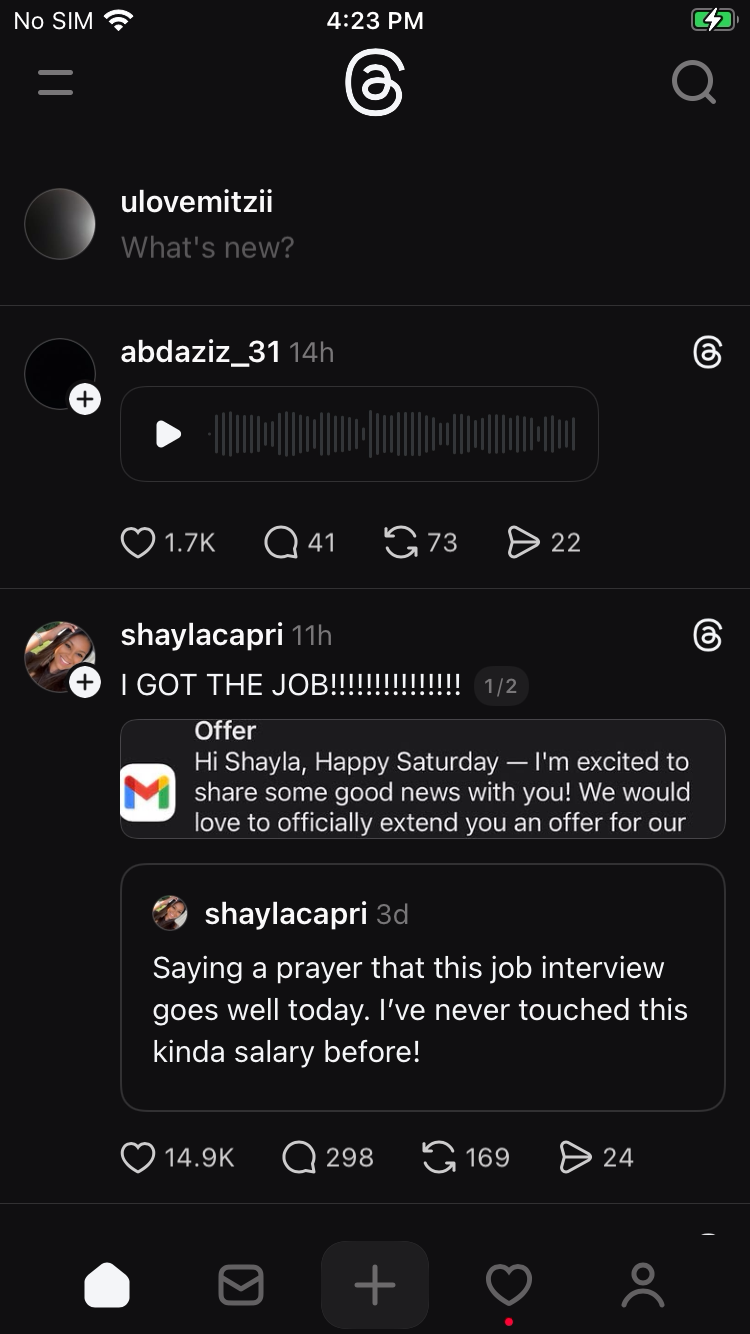 No SIM 4:23 PM
ulovemitzii
What's new?
abdaziz_31 14h
1.7K 41 73 22
shaylacapri 11h
I GOT THE JOB!!!!!!!!!!!!!!! 1/2
Offer
Hi Shayla, Happy Saturday — I'm excited to
share some good news with you! We would
love to officially extend you an offer for our
shaylacapri 3d
Saying a prayer that this job interview
goes well today. I’ve never touched this
kinda salary before!
14.9K 298 169 24